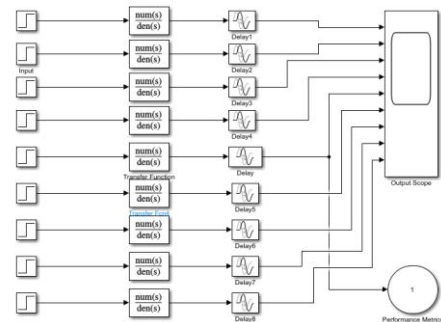 num(s)
den(s)
Delay1
num(s)
den(s)
Input
Delay2
num(s)
den(s)
Delay3
num(s)
den(s)
Delay4
num(s)
den(s)
Transfer Function
Delay
Output Scope
num(s)
den(s)
Transfer Fcn4
Delay5
num(s)
den(s)
Delay6
num(s)
den(s)
Delay7
1
num(s)
den(s)
Delay8
Performance Metric